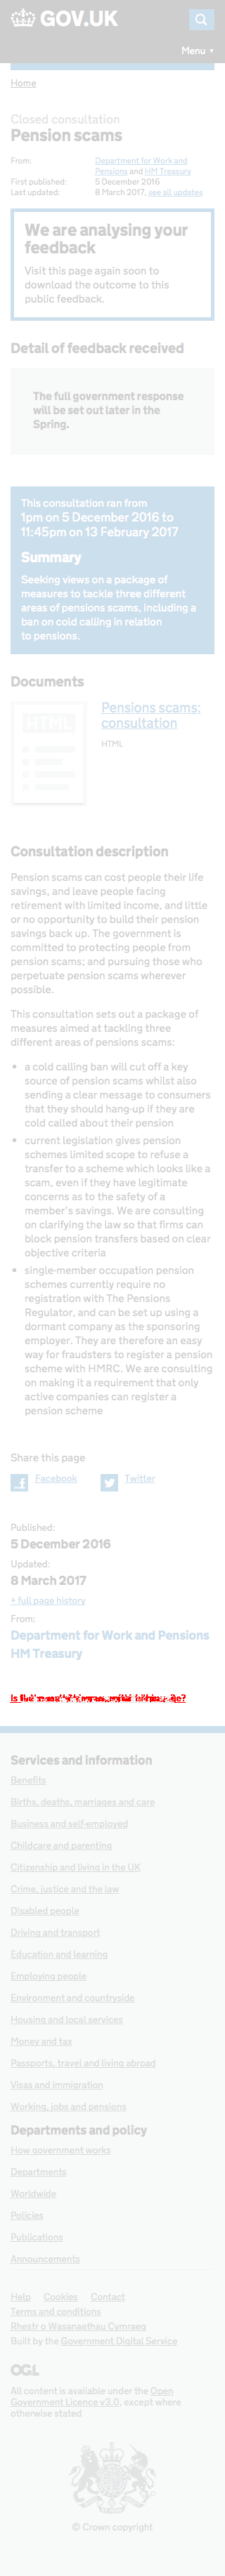 GOV.UK
Menu ▼
Home
Closed consultation
Pension scams
From: Department for Work and
Pensions and HM Treasury
First published: 5 December 2016
Last updated: 8 March 2017, see all updates
We are analysing your
feedback
Visit this page again soon to
download the outcome to this
public feedback.
Detail of feedback received
The full government response
will be set out later in the
Spring.
This consultation ran from
1pm on 5 December 2016 to
11:45pm on 13 February 2017
Summary
Seeking views on a package of
measures to tackle three different
areas of pensions scams, including a
ban on cold calling in relation
to pensions.
Documents
HTML
Pensions scams:
consultation
HTML
Consultation description
Pension scams can cost people their life
savings, and leave people facing
retirement with limited income, and little
or no opportunity to build their pension
savings back up. The government is
committed to protecting people from
pension scams; and pursuing those who
perpetuate pension scams wherever
possible.
This consultation sets out a package of
measures aimed at tackling three
different areas of pensions scams:
• a cold calling ban will cut off a key
source of pension scams whilst also
sending a clear message to consumers
that they should hang-up if they are
cold called about their pension
• current legislation gives pension
schemes limited scope to refuse a
transfer to a scheme which looks like a
scam, even if they have legitimate
concerns as to the safety of a
member's savings. We are consulting
on clarifying the law so that firms can
block pension transfers based on clear
objective criteria
• single-member occupation pension
schemes currently require no
registration with The Pensions
Regulator, and can be set up using a
dormant company as the sponsoring
employer. They are therefore an easy
way for fraudsters to register a pension
scheme with HMRC. We are consulting
on making it a requirement that only
active companies can register a
pension scheme
Share this page
Facebook Twitter
Published:
5 December 2016
Updated:
8 March 2017
+ full page history
From:
Department for Work and Pensions
HM Treasury
Services and information
Benefits
Births, deaths, marriages and care
Business and self-employed
Childcare and parenting
Citizenship and living in the UK
Crime, justice and the law
Disabled people
Driving and transport
Education and learning
Employing people
Environment and countryside
Housing and local services
Money and tax
Passports, travel and living abroad
Visas and immigration
Working, jobs and pensions
Departments and policy
How government works
Departments
Worldwide
Policies
Publications
Announcements
Help Cookies Contact
Terms and conditions
Rhestr o Wasanaethau Cymraeg
Built by the Government Digital Service
OGL
All content is available under the Open
Government Licence v3.0, except where
otherwise stated
© Crown copyright